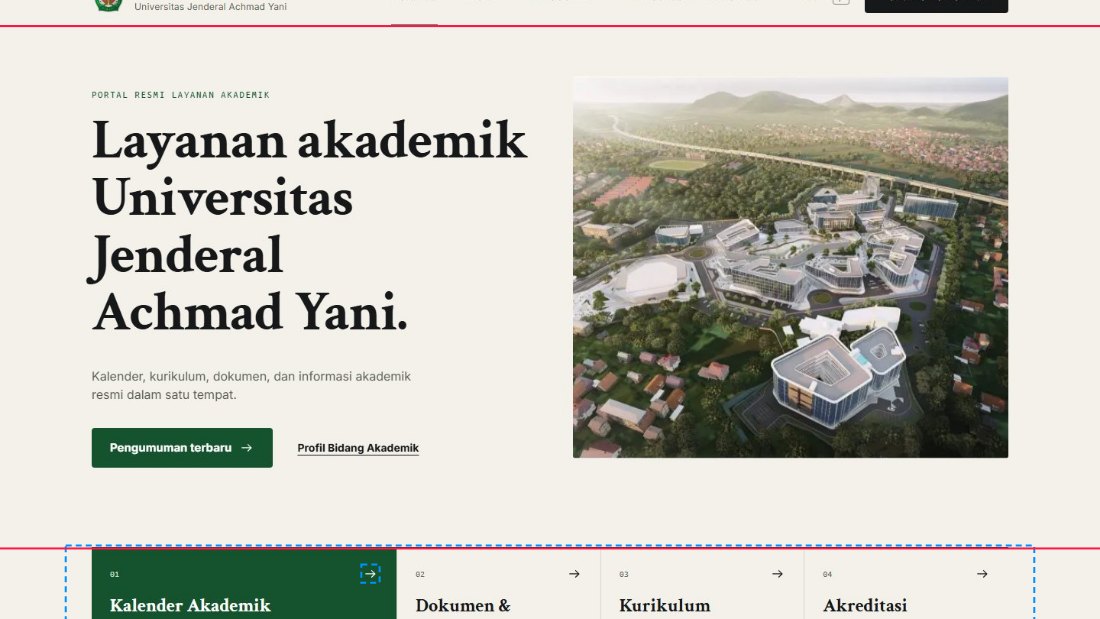 Universitas Jenderal Achmad Yani
PORTAL RESMI LAYANAN AKADEMIK
Layanan akademik
Universitas
Jenderal
Achmad Yani.
Kalender, kurikulum, dokumen, dan informasi akademik
resmi dalam satu tempat.
Pengumuman terbaru →
Profil Bidang Akademik
01 →
Kalender Akademik
02 →
Dokumen &
03 →
Kurikulum
04 →
Akreditasi